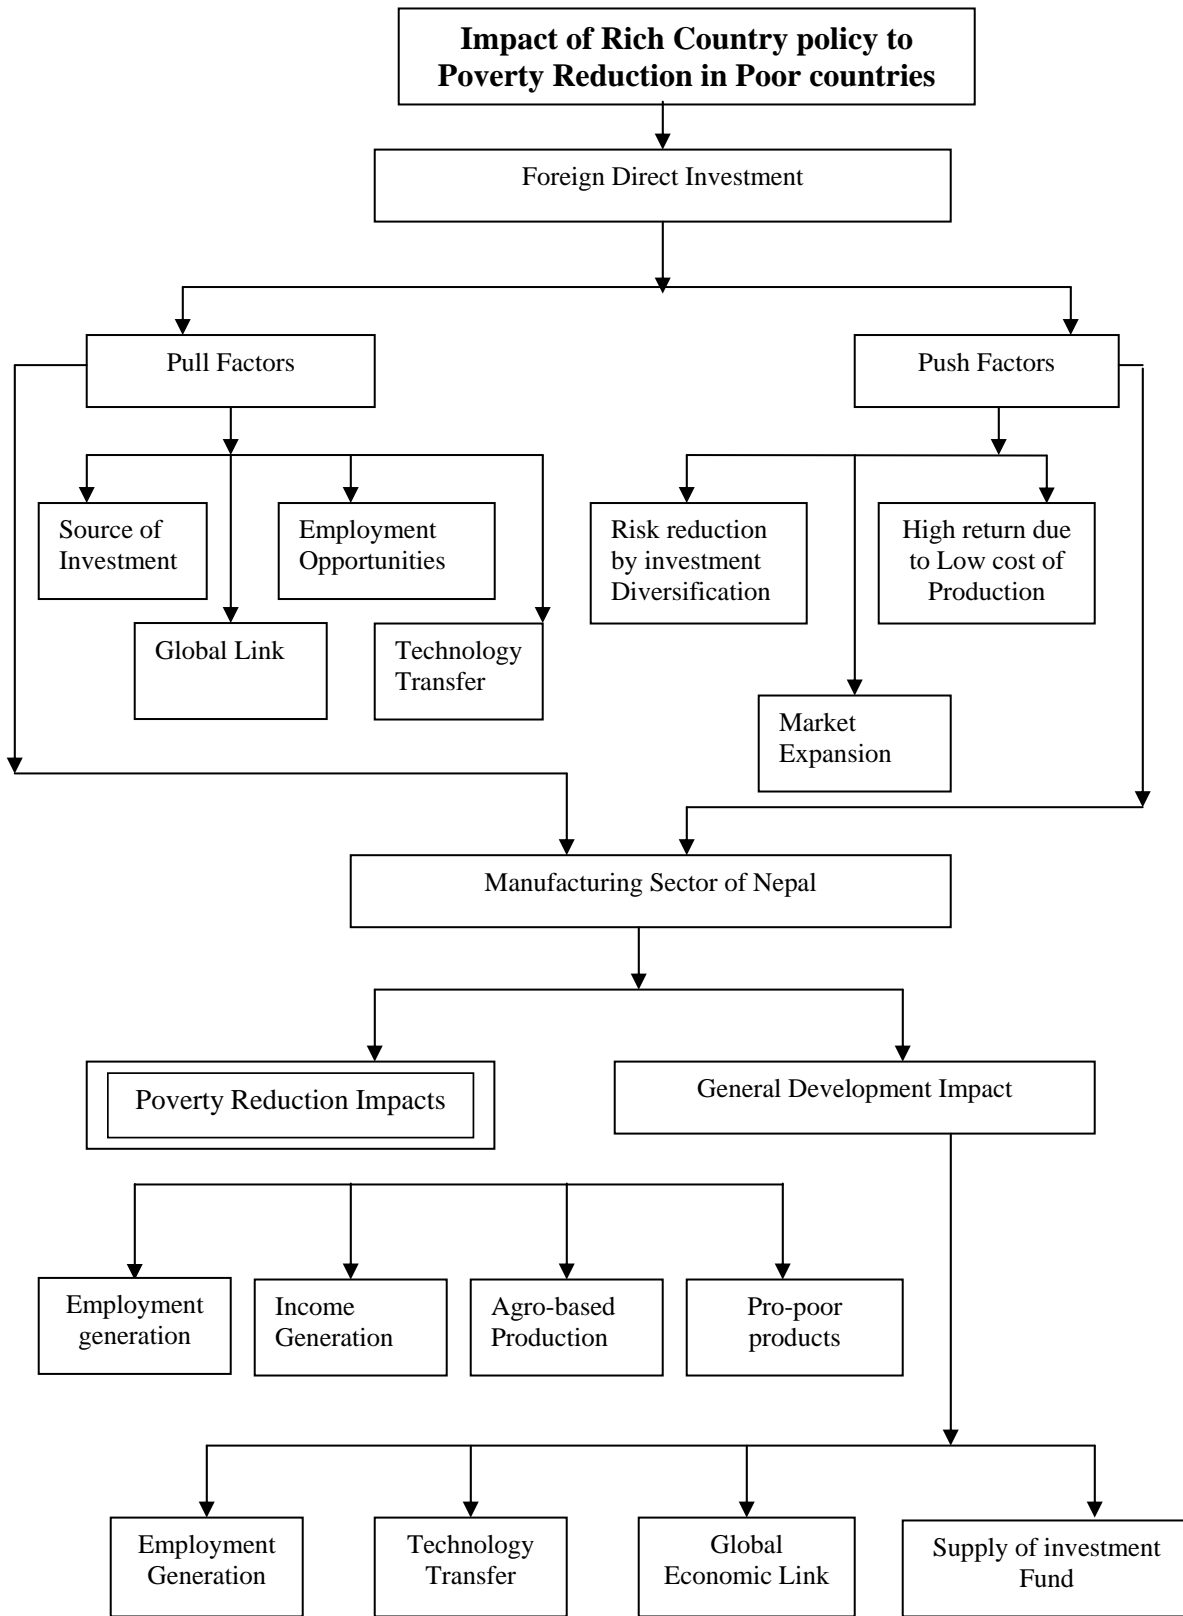 Impact of Rich Country policy to
Poverty Reduction in Poor countries
Foreign Direct Investment
Pull Factors
Push Factors
Source of
Investment
Employment
Opportunities
Risk reduction
by investment
Diversification
High return due
to Low cost of
Production
Global Link
Technology
Transfer
Market
Expansion
Manufacturing Sector of Nepal
Poverty Reduction Impacts
General Development Impact
Employment
generation
Income
Generation
Agro-based
Production
Pro-poor
products
Employment
Generation
Technology
Transfer
Global
Economic Link
Supply of investment
Fund